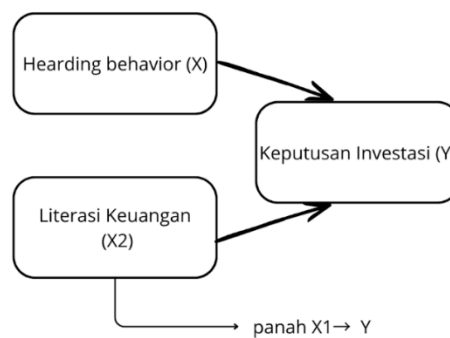 Hearding behavior (X)
Keputusan Investasi (Y
Literasi Keuangan
(X2)
panah X1→ Y